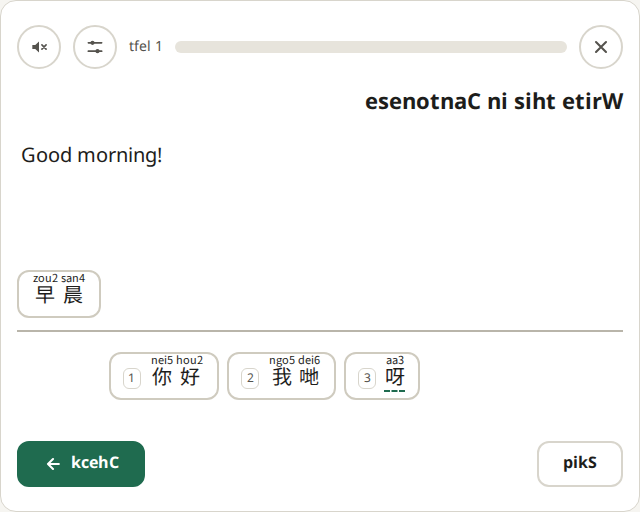 tfel 1
esenotnaC ni siht etirW
Good morning!
zou2 san4
早晨
nei5 hou2 ngo5 dei6 aa3
1 你好 2 我哋 3 呀
kcehC pikS